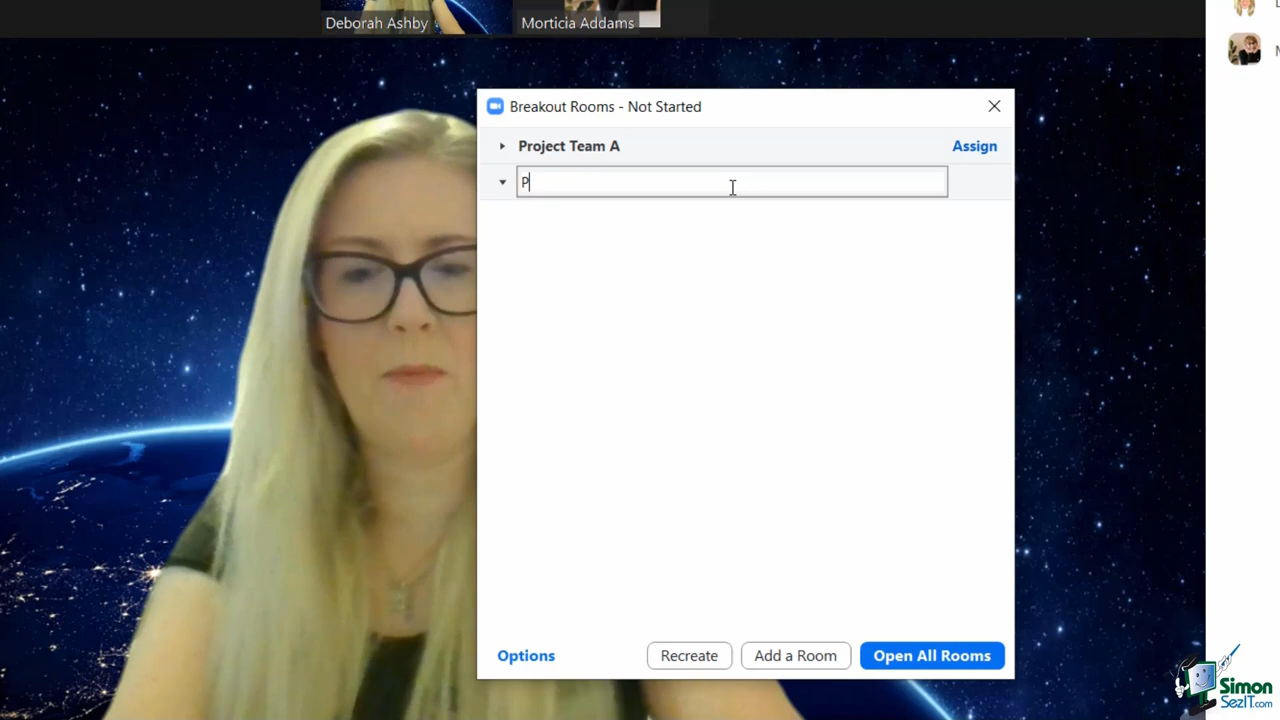 Deborah Ashby
Morticia Addams
Breakout Rooms - Not Started
Project Team A
Assign
P
Options
Recreate
Add a Room
Open All Rooms
Simon
SezIT.com